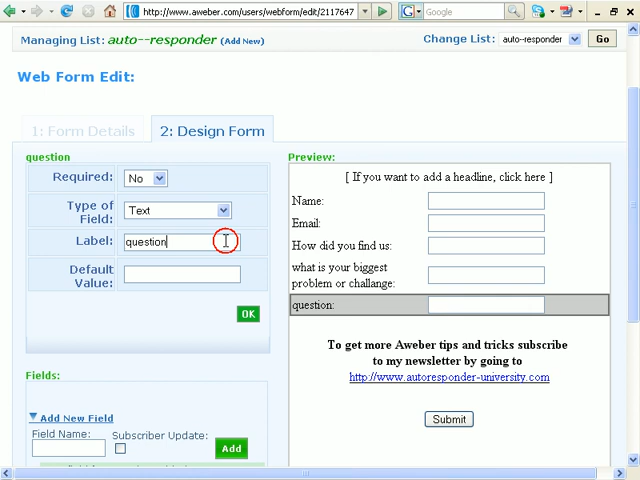 http://www.aweber.com/users/webform/edit/2117647
Google
Managing List: auto--responder (Add New)
Change List: auto--responder Go
Web Form Edit:
1: Form Details
2: Design Form
question
Required: No
Type of
Field: Text
Label: question
Default
Value:
OK
Fields:
Add New Field
Field Name:
Subscriber Update:
Add
Preview:
[ If you want to add a headline, click here ]
Name:
Email:
How did you find us:
what is your biggest
problem or challange:
question:
To get more Aweber tips and tricks subscribe
to my newsletter by going to
http://www.autoresponder-university.com
Submit